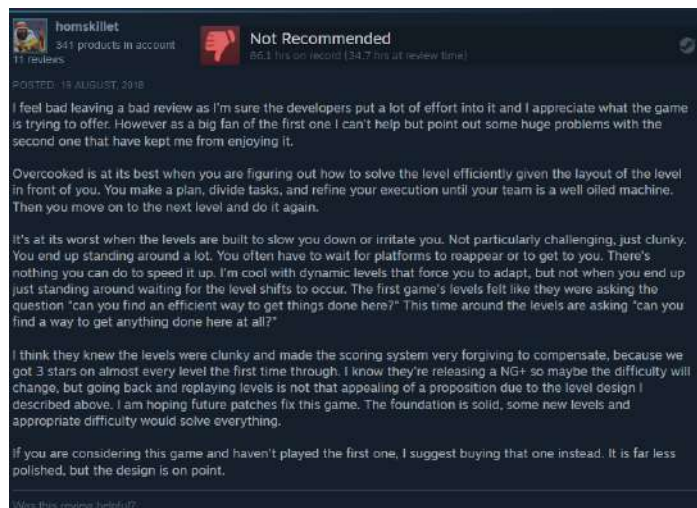 homskillet
341 products in account
11 reviews
Not Recommended
86.1 hrs on record (34.7 hrs at review time)
POSTED: 19 AUGUST, 2018
I feel bad leaving a bad review as I'm sure the developers put a lot of effort into it and I appreciate what the game
is trying to offer. However as a big fan of the first one I can't help but point out some huge problems with the
second one that have kept me from enjoying it.
Overcooked is at its best when you are figuring out how to solve the level efficiently given the layout of the level
in front of you. You make a plan, divide tasks, and refine your execution until your team is a well oiled machine.
Then you move on to the next level and do it again.
It's at its worst when the levels are built to slow you down or irritate you. Not particularly challenging, just clunky.
You end up standing around a lot. You often have to wait for platforms to reappear or to get to you. There's
nothing you can do to speed it up. I'm cool with dynamic levels that force you to adapt, but not when you end up
just standing around waiting for the level shifts to occur. The first game's levels felt like they were asking the
question "can you find an efficient way to get things done here?" This time around the levels are asking "can you
find a way to get anything done here at all?"
I think they knew the levels were clunky and made the scoring system very forgiving to compensate, because we
got 3 stars on almost every level the first time through. I know they're releasing a NG+ so maybe the difficulty will
change, but going back and replaying levels is not that appealing of a proposition due to the level design I
described above. I am hoping future patches fix this game. The foundation is solid, some new levels and
appropriate difficulty would solve everything.
If you are considering this game and haven't played the first one, I suggest buying that one instead. It is far less
polished, but the design is on point.
Was this review helpful?